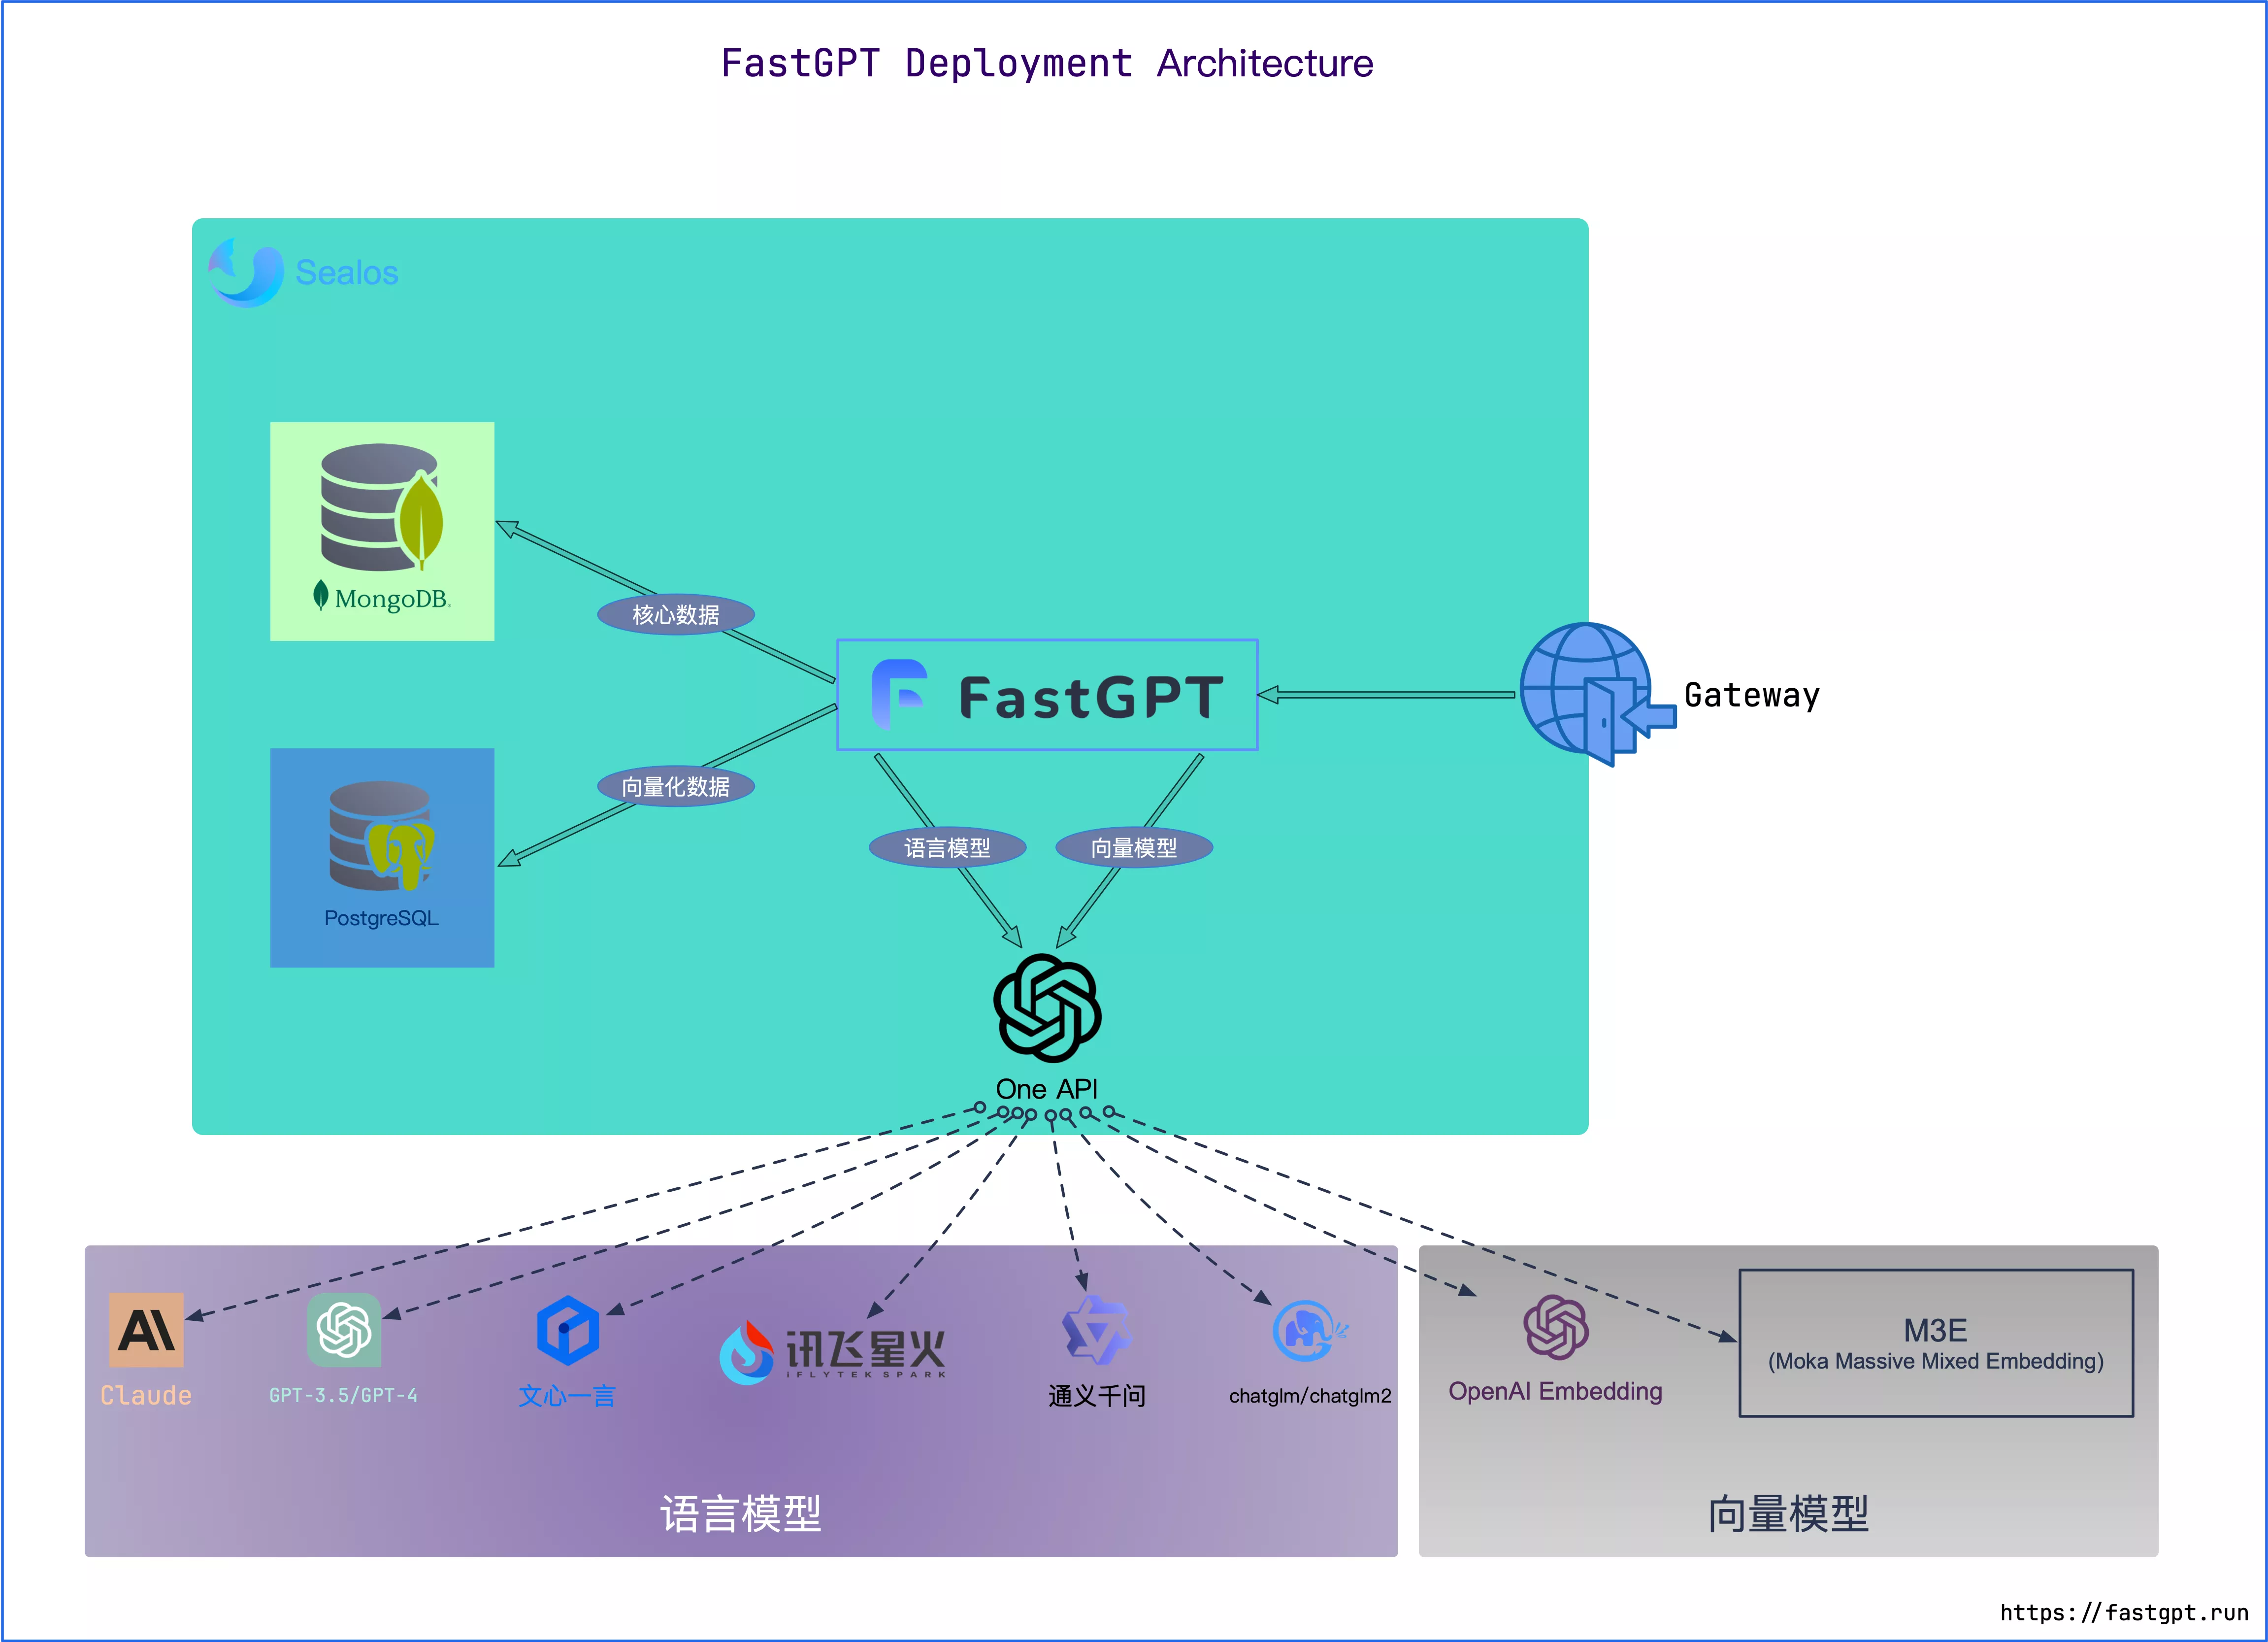 FastGPT Deployment Architecture
Sealos
MongoDB.
核心数据
FastGPT
Gateway
向量化数据
PostgreSQL
语言模型
向量模型
One API
Claude
GPT-3.5/GPT-4
文心一言
讯飞星火
IFLYTEK SPARK
通义千问
chatglm/chatglm2
语言模型
OpenAI Embedding
M3E
(Moka Massive Mixed Embedding)
向量模型
https://fastgpt.run